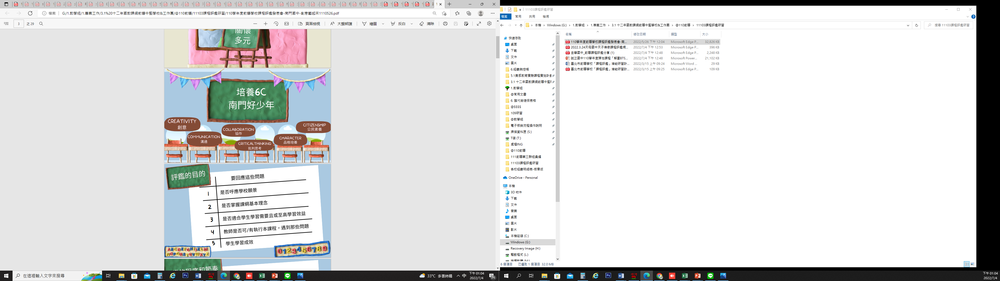 檔案
G:/1.教學組/1.專案工作/3.1%20十二年國教課綱前導中堅學校&工作圈/@110前導/11103課程評鑑研習/110學年度前導學校課程評鑑發表會-南門國中-創意藝起來1110526.pdf
3 之 29
頁面檢視
大聲朗讀
繪圖
反白
清除
關懷
多元
培養6C
南門好少年
CREATIVITY
創意
COMMUNICATION
溝通
COLLABORATION
協作
CRITICALTHINKING
批判思考
CHARACTER
品格培養
CITIZENSHIP
公民素養
評鑑的目的
要回應這些問題
1 是否呼應學校願景
2 是否掌握課綱基本理念
3 是否適合學生學習需要且或至高學習效益
4 教師是否可/有執行本課程，遇到那些問題
5 學生學習成效
ABCDEFGHIJKLM
NOPQRSTUVWXYZ
0123456789
在這裡輸入文字來搜尋
33°C 多雲時晴
中
下午 01:04
2022/7/4
26
11103課程評鑑研習
檔案 常用 共用 檢視
本機 Windows (G:) 1.教學組 1.專案工作 3.1 十二年國教課綱前導中堅學校&工作圈 @110前導 11103課程評鑑研習
搜尋 11103課程評鑑研習
名稱 修改日期 類型 大小
110學年度前導學校課程評鑑發表會-南... 2022/5/26 下午 12:04 Microsoft Edge P... 32,826 KB
2022.3.24天母國中天子傳奇課程評鑑規... 2022/7/4 下午 12:53 Microsoft Edge P... 396 KB
金華國中_前導課程評鑑分享 (1) 2022/7/4 下午 12:48 Microsoft Edge P... 2,248 KB
誠正國中110學年度彈性課程「解憂BTS... 2022/7/4 下午 12:48 Microsoft Power... 21,102 KB
臺北市前導學校「課程評鑑」增能研習計... 2022/3/15 上午 09:24 Microsoft Word ... 29 KB
臺北市前導學校「課程評鑑」增能研習計... 2022/3/15 上午 09:25 Microsoft Edge P... 109 KB
快速存取
桌面
下載
文件
圖片
6.經費與控帳
5.1美感教育實驗課程實施計畫
3.1 十二年國教課綱前導中堅學
1.教學組
@常用文書
6. 匯代勞健保表格
@$$$$
109研習
@教學組
電子核銷流程操作說明
掃描資料匣 (S:)
T磁 (T:)
處理ING
@110前導
111前導第三群組彙編
11103課程評鑑研習
各校經費明細表-核章版
OneDrive - Personal
本機
3D 物件
下載
文件
音樂
桌面
圖片
影片
本機磁碟 (C:)
Windows (G:)
Recovery Image (H:)
驅動程式 (L:)
6 個項目 已選取 1 個項目 32.0 MB
下午 01:04
2022/7/4